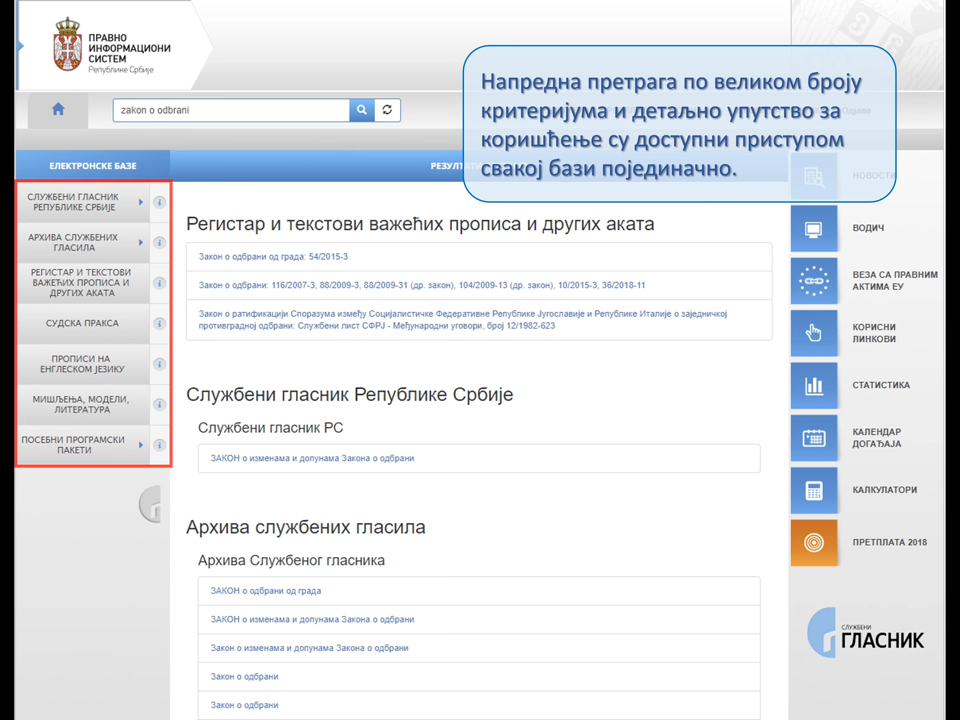 ПРАВНО
ИНФОРМАЦИОНИ
СИСТЕМ
Републике Србије
Напредна претрага по великом броју
критеријума и детаљно упутство за
коришћење су доступни приступом
свакој бази појединачно.
zakon o odbrani
ЕЛЕКТРОНСКЕ БАЗЕ
СЛУЖБЕНИ ГЛАСНИК
РЕПУБЛИКЕ СРБИЈЕ
АРХИВА СЛУЖБЕНИХ
ГЛАСИЛА
РЕГИСТАР И ТЕКСТОВИ
ВАЖЕЋИХ ПРОПИСА И
ДРУГИХ АКАТА
СУДСКА ПРАКСА
ПРОПИСИ НА
ЕНГЛЕСКОМ ЈЕЗИКУ
МИШЉЕЊА, МОДЕЛИ,
ЛИТЕРАТУРА
ПОСЕБНИ ПРОГРАМСКИ
ПАКЕТИ
Регистар и текстови важећих прописа и других аката
Закон о одбрани од града: 54/2015-3
Закон о одбрани: 116/2007-3, 88/2009-3, 88/2009-31 (др. закон), 104/2009-13 (др. закон), 10/2015-3, 36/2018-11
Закон о ратификацији Споразума између Социјалистичке Федеративне Републике Југославије и Републике Италије о заједничкој
противградној одбрани: Службени лист СФРЈ - Међународни уговори, број 12/1982-623
Службени гласник Републике Србије
Службени гласник РС
ЗАКОН о изменама и допунама Закона о одбрани
Архива службених гласила
Архива Службеног гласника
ЗАКОН о одбрани од града
ЗАКОН о изменама и допунама Закона о одбрани
Закон о изменама и допунама Закона о одбрани
Закон о одбрани
Закон о одбрани
НОВОСТИ
ВОДИЧ
ВЕЗА СА ПРАВНИМ
АКТИМА ЕУ
КОРИСНИ
ЛИНКОВИ
СТАТИСТИКА
КАЛЕНДАР
ДОГАЂАЈА
КАЛКУЛАТОРИ
ПРЕТПЛАТА 2018
СЛУЖБЕНИ
ГЛАСНИК